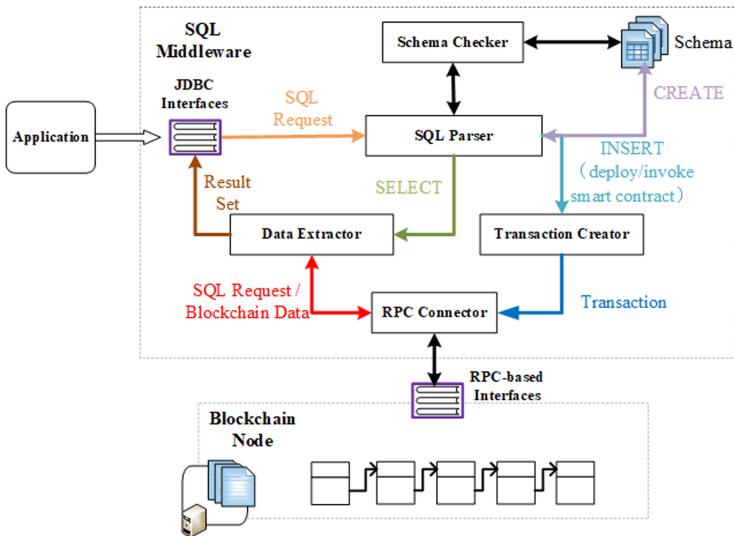 SQL
Middleware
Schema Checker
Schema
JDBC
Interfaces
SQL
Request
CREATE
Application
SQL Parser
INSERT
（deploy/invoke
smart contract）
Result
Set
SELECT
Data Extractor
Transaction Creator
SQL Request /
Blockchain Data
RPC Connector
Transaction
RPC-based
Interfaces
Blockchain
Node